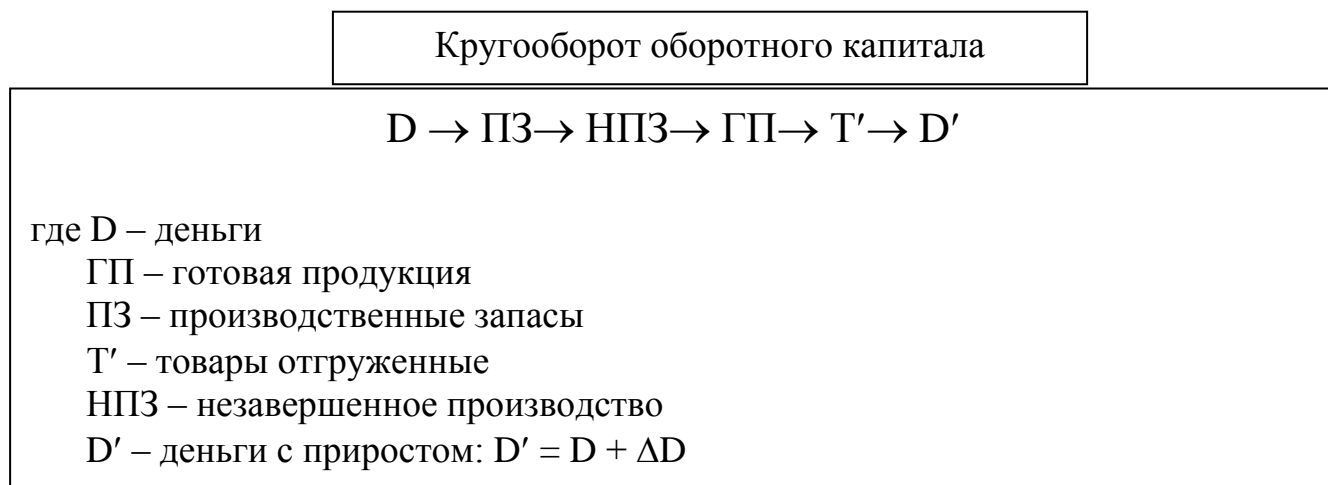 Кругооборот оборотного капитала
D → ПЗ→ НПЗ→ ГП→ Т′→ D′
где D – деньги
ГП – готовая продукция
ПЗ – производственные запасы
Т′ – товары отгруженные
НПЗ – незавершенное производство
D′ – деньги с приростом: D′ = D + ΔD